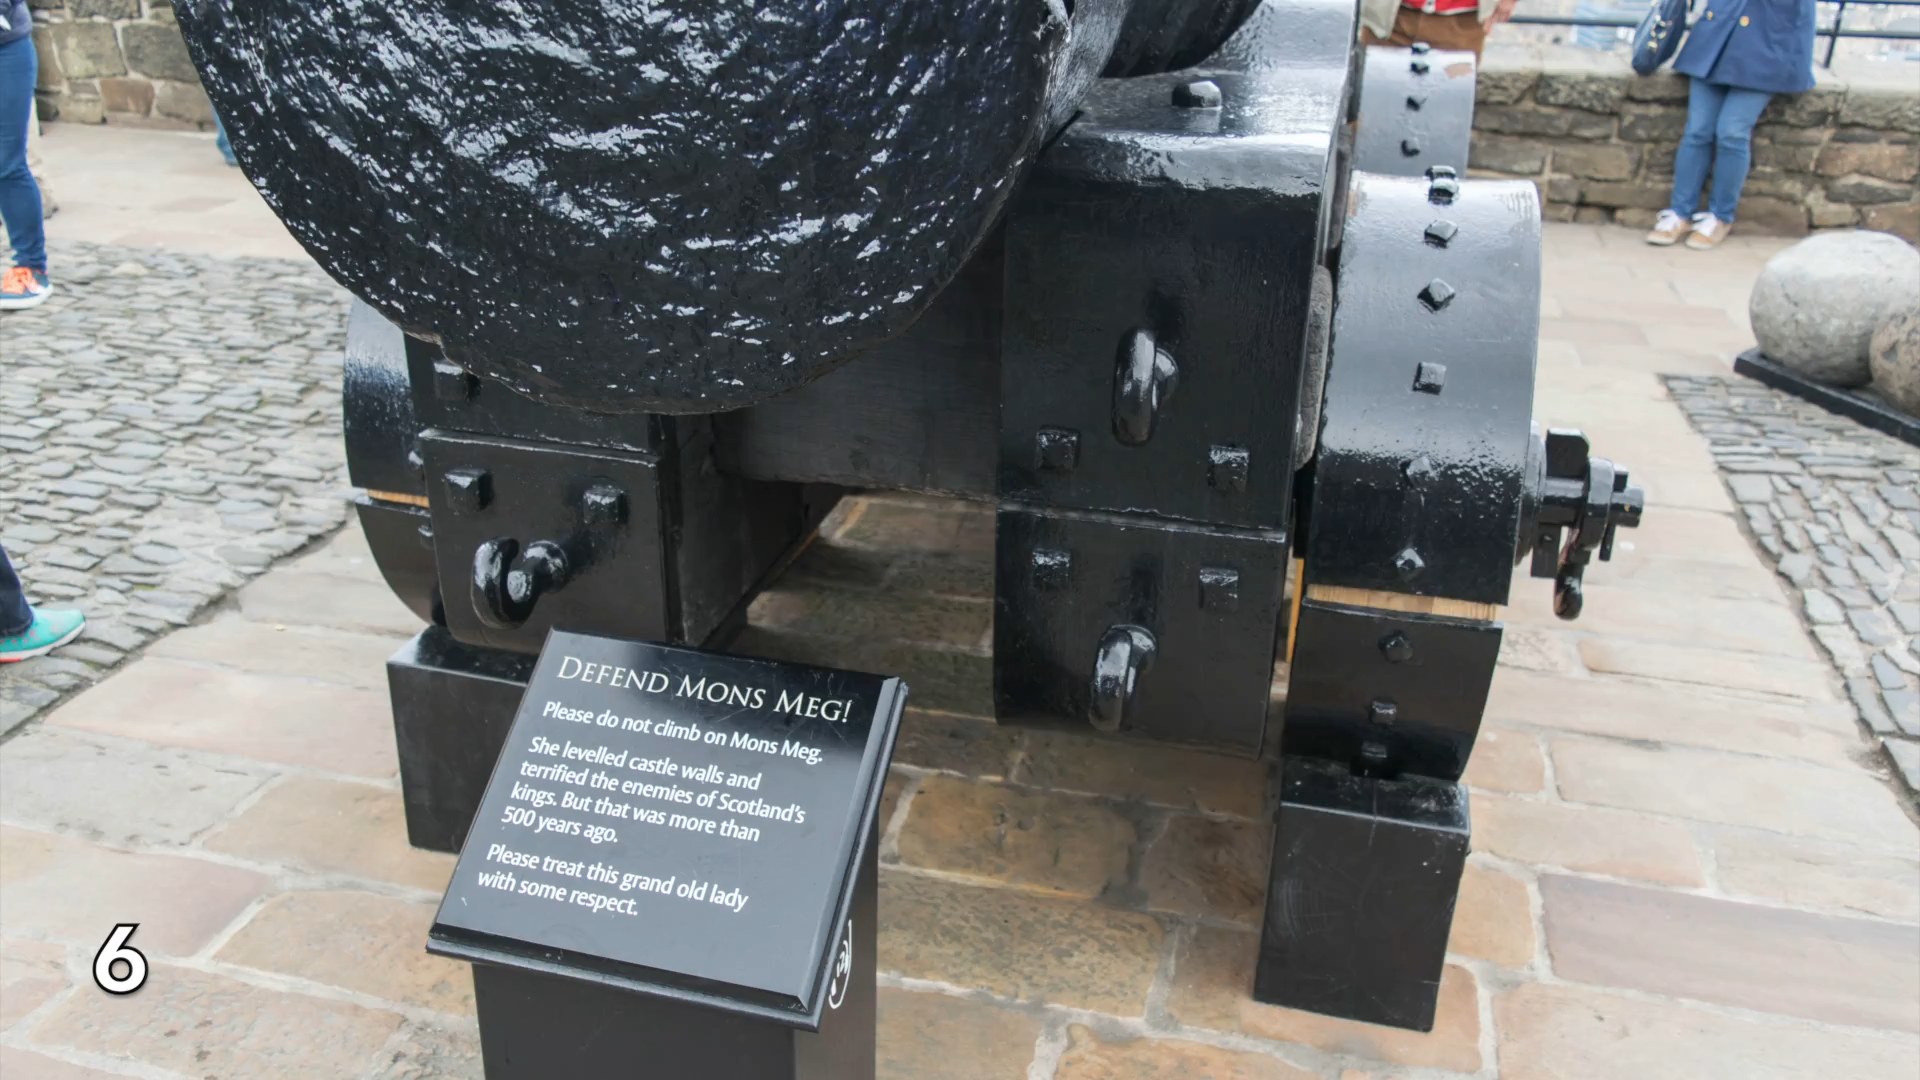 DEFEND MONS MEG!
Please do not climb on Mons Meg.
She levelled castle walls and
terrified the enemies of Scotland's
kings. But that was more than
500 years ago.
Please treat this grand old lady
with some respect.
6